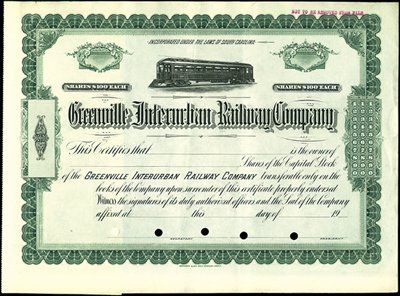 NOT TO BE REMOVED FROM FILE
INCORPORATED UNDER THE LAWS OF SOUTH CAROLINA
SHARES $100 EACH
SHARES $100 EACH
Greenville Interurban Railway Company
This Certifies that
is the owner of
Shares of the Capital Stock
of the GREENVILLE INTERURBAN RAILWAY COMPANY transferable only on the
books of the company upon surrender of this certificate properly endorsed
Witness the signatures of its duly authorized officers and the Seal of the company
affixed at this day of 19
SECRETARY PRESIDENT